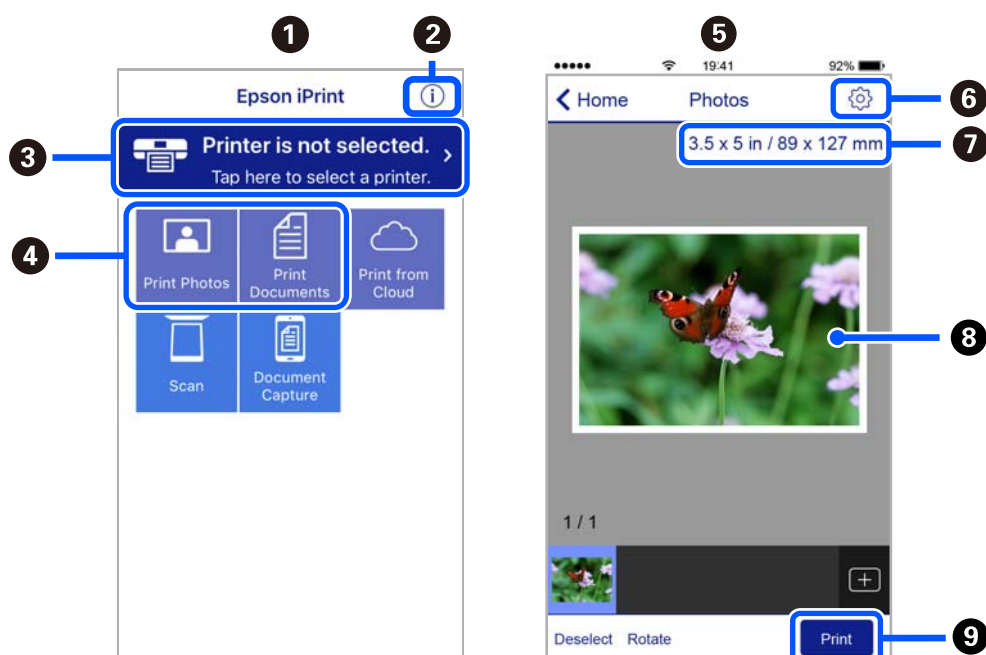 1
2
Epson iPrint
i
3
Printer is not selected.
Tap here to select a printer.
4
Print Photos
Print
Documents
Print from
Cloud
Scan
Document
Capture
5
19:41
92%
Home
Photos
6
3.5 x 5 in / 89 x 127 mm
7
8
1 / 1
Deselect
Rotate
Print
9